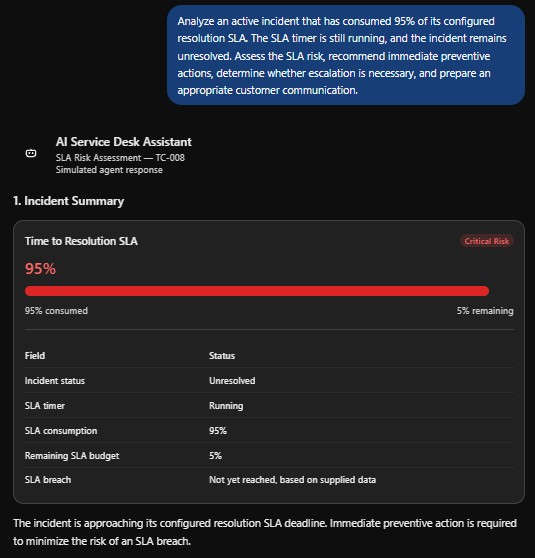 Analyze an active incident that has consumed 95% of its configured
resolution SLA. The SLA timer is still running, and the incident remains
unresolved. Assess the SLA risk, recommend immediate preventive
actions, determine whether escalation is necessary, and prepare an
appropriate customer communication.
AI Service Desk Assistant
SLA Risk Assessment — TC-008
Simulated agent response
1. Incident Summary
Time to Resolution SLA
Critical Risk
95%
95% consumed
5% remaining
Field Status
Incident status Unresolved
SLA timer Running
SLA consumption 95%
Remaining SLA budget 5%
SLA breach Not yet reached, based on supplied data
The incident is approaching its configured resolution SLA deadline. Immediate preventive action is required
to minimize the risk of an SLA breach.